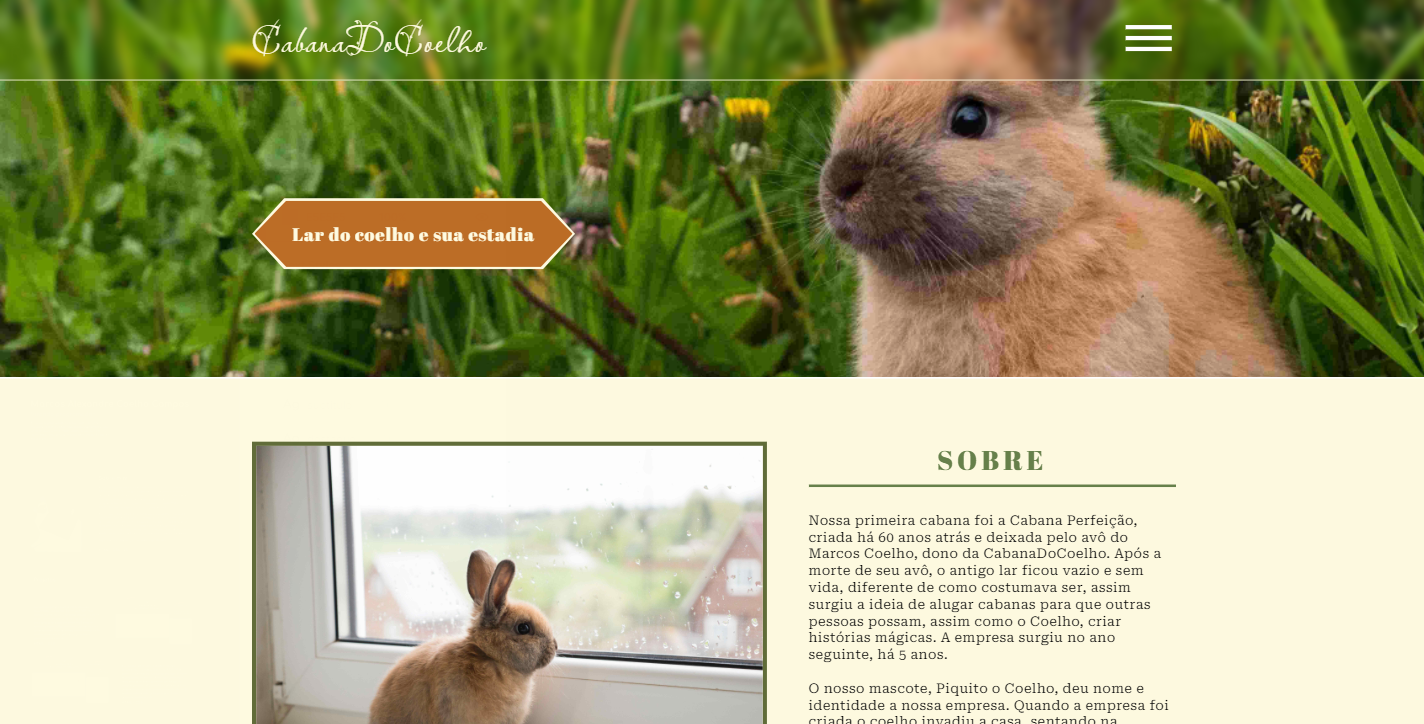 CabanaDoCoelho
Lar do coelho e sua estadia
SOBRE
Nossa primeira cabana foi a Cabana Perfeição,
criada há 60 anos atrás e deixada pelo avô do
Marcos Coelho, dono da CabanaDoCoelho. Após a
morte de seu avô, o antigo lar ficou vazio e sem
vida, diferente de como costumava ser, assim
surgiu a ideia de alugar cabanas para que outras
pessoas possam, assim como o Coelho, criar
histórias mágicas. A empresa surgiu no ano
seguinte, há 5 anos.
O nosso mascote, Piquito o Coelho, deu nome e
identidade a nossa empresa. Quando a empresa foi
criada o coelho invadiu a casa, sentando na